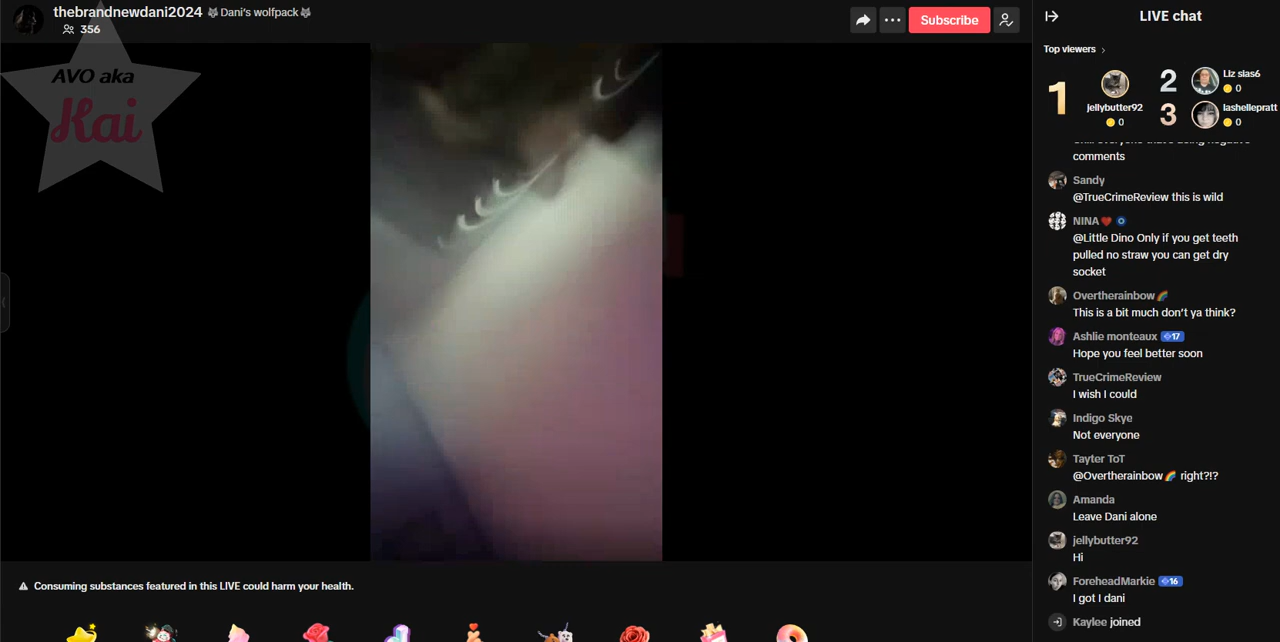 thebrandnewdani2024 🐺Dani's wolfpack🐺
356
Subscribe
AVO aka
Kai
Consuming substances featured in this LIVE could harm your health.
LIVE chat
Top viewers
1
jellybutter92
0
2
Liz sias6
0
3
lashellepratt
0
comments
Sandy
@TrueCrimeReview this is wild
NINA❤️🧿
@Little Dino Only if you get teeth
pulled no straw you can get dry
socket
Overtherainbow🌈
This is a bit much don't ya think?
Ashlie monteaux 17
Hope you feel better soon
TrueCrimeReview
I wish I could
Indigo Skye
Not everyone
Tayter ToT
@Overtherainbow🌈 right?!?
Amanda
Leave Dani alone
jellybutter92
Hi
ForeheadMarkie 16
I got I dani
Kaylee joined